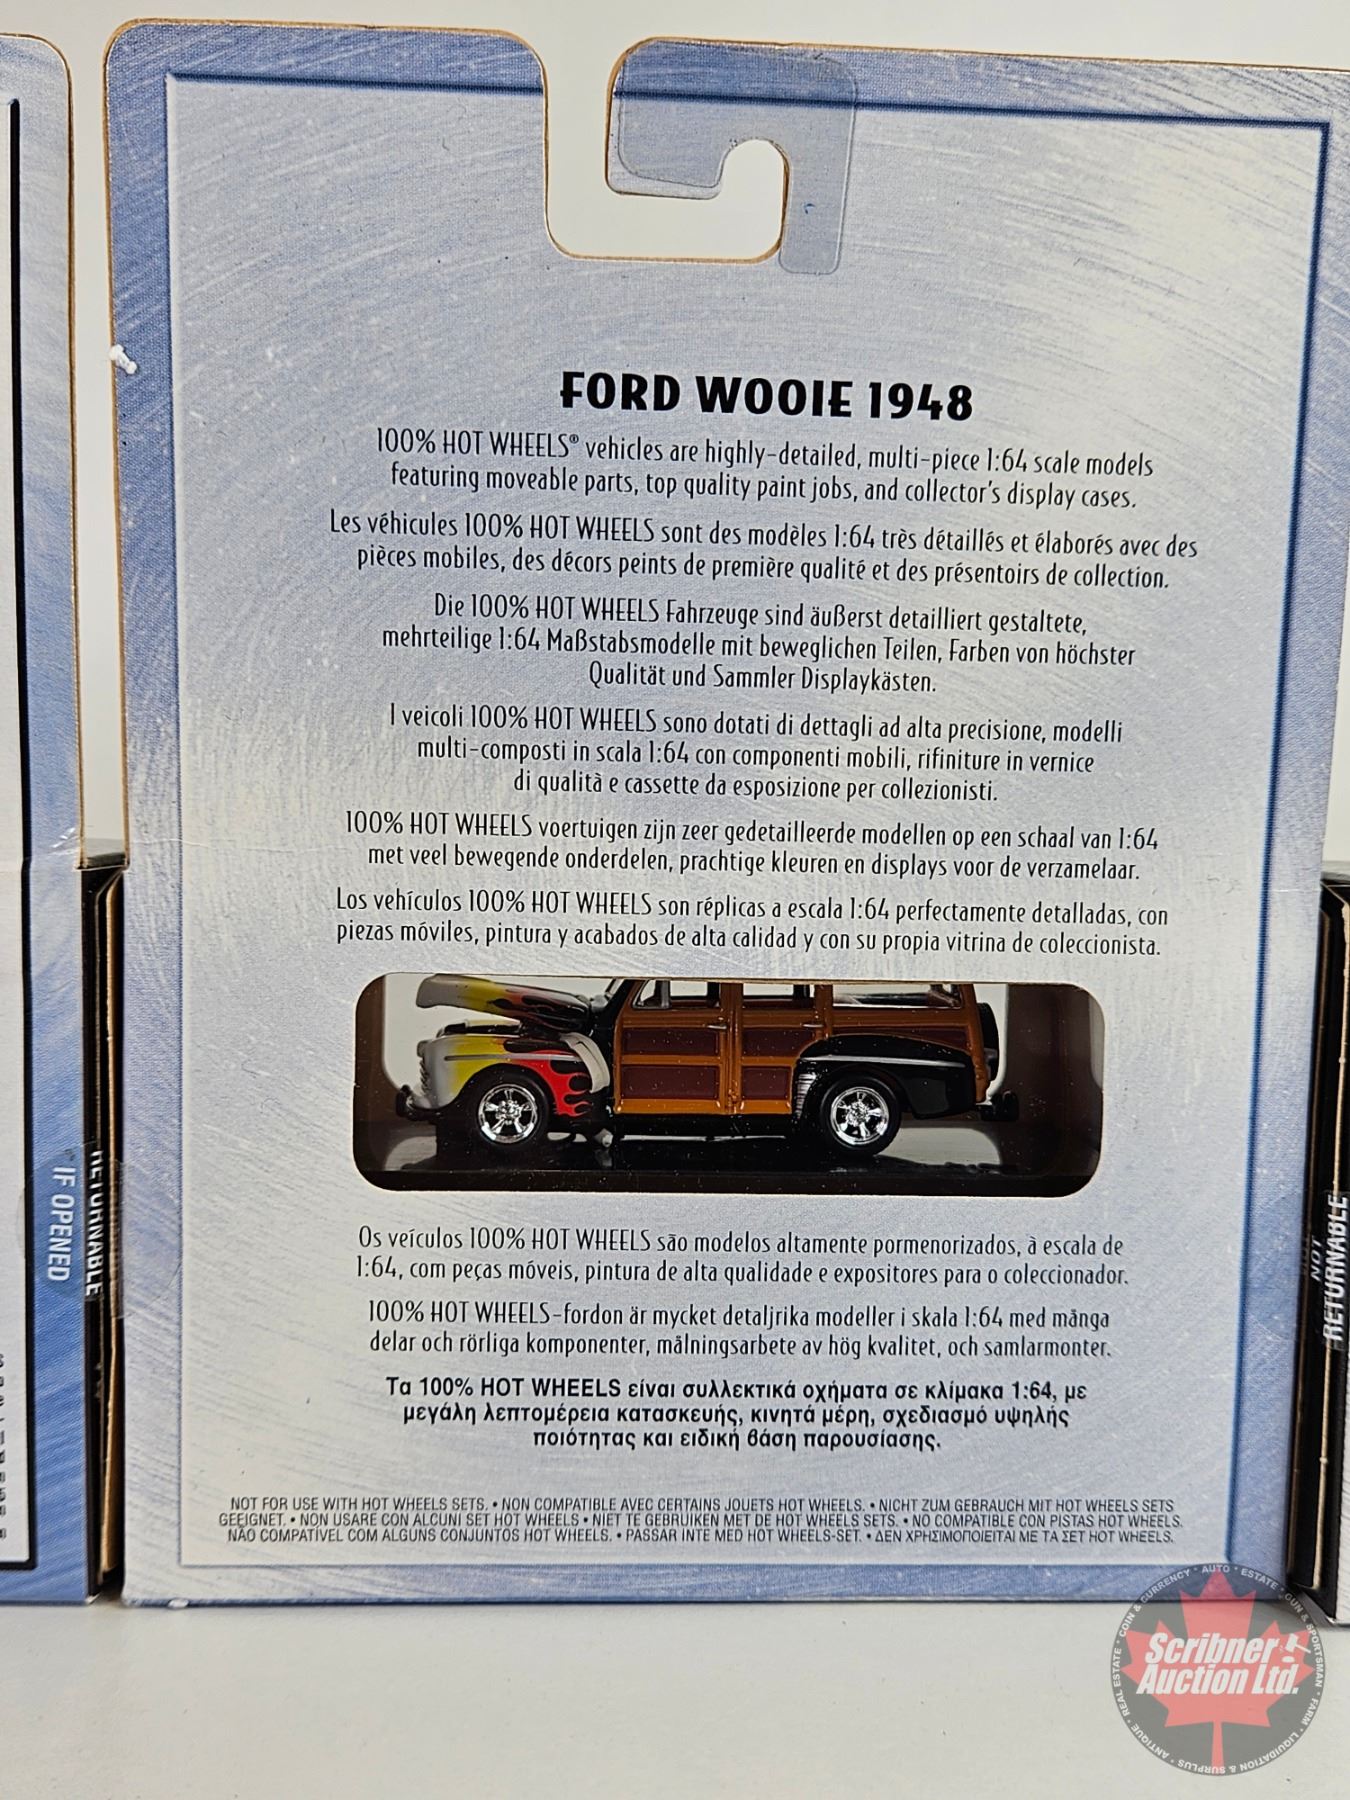 FORD WOOIE 1948
100% HOT WHEELS® vehicles are highly-detailed, multi-piece 1:64 scale models
featuring moveable parts, top quality paint jobs, and collector's display cases.
Les véhicules 100% HOT WHEELS sont des modèles 1:64 très détaillés et élaborés avec des
pièces mobiles, des décors peints de première qualité et des présentoirs de collection.
Die 100% HOT WHEELS Fahrzeuge sind äußerst detailliert gestaltete,
mehrteilige 1:64 Maßstabsmodelle mit beweglichen Teilen, Farben von höchster
Qualität und Sammler Displaykästen.
I veicoli 100% HOT WHEELS sono dotati di dettagli ad alta precisione, modelli
multi-composti in scala 1:64 con componenti mobili, rifiniture in vernice
di qualità e cassette da esposizione per collezionisti.
100% HOT WHEELS voertuigen zijn zeer gedetailleerde modellen op een schaal van 1:64
met veel bewegende onderdelen, prachtige kleuren en displays voor de verzamelaar.
Los vehículos 100% HOT WHEELS son réplicas a escala 1:64 perfectamente detalladas, con
piezas móviles, pintura y acabados de alta calidad y con su propia vitrina de coleccionista.
Os veículos 100% HOT WHEELS são modelos altamente pormenorizados, à escala de
1:64, com peças móveis, pintura de alta qualidade e expositores para o coleccionador.
100% HOT WHEELS-fordon är mycket detaljrika modeller i skala 1:64 med många
delar och rörliga komponenter, målningsarbete av hög kvalitet, och samlarmonter.
Τα 100% HOT WHEELS είναι συλλεκτικά οχήματα σε κλίμακα 1:64, με
μεγάλη λεπτομέρεια κατασκευής, κινητά μέρη, σχεδιασμό υψηλής
ποιότητας και ειδική βάση παρουσίασης.
NOT FOR USE WITH HOT WHEELS SETS. • NON COMPATIBLE AVEC CERTAINS JOUETS HOT WHEELS. • NICHT ZUM GEBRAUCH MIT HOT WHEELS SETS
GEEIGNET. • NON USARE CON ALCUNI SET HOT WHEELS • NIET TE GEBRUIKEN MET DE HOT WHEELS SETS. • NO COMPATIBLE CON PISTAS HOT WHEELS.
NÃO COMPATÍVEL COM ALGUNS CONJUNTOS HOT WHEELS. • PASSAR INTE MED HOT WHEELS-SET. • ΔΕΝ ΧΡΗΣΙΜΟΠΟΙΕΙΤΑΙ ΜΕ ΤΑ ΣΕΤ HOT WHEELS.
RETURNABLE
IF OPENED
NOT
RETURNABLE
COIN & CURRENCY • AUTO • ESTATE • GUN & SPORTSMAN • FARM • LIQUIDATION & SURPLUS • ANTIQUE • REAL ESTATE •
Scribner
Auction Ltd.